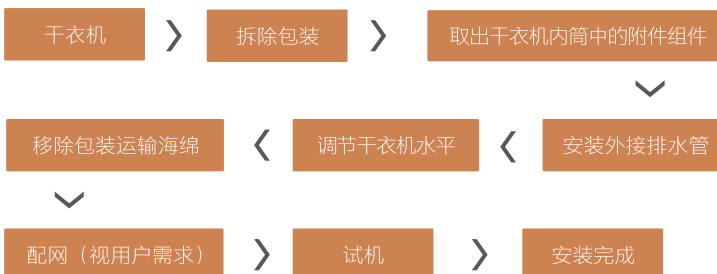 干衣机
拆除包装
取出干衣机内筒中的附件组件
安装外接排水管
调节干衣机水平
移除包装运输海绵
配网（视用户需求）
试机
安装完成